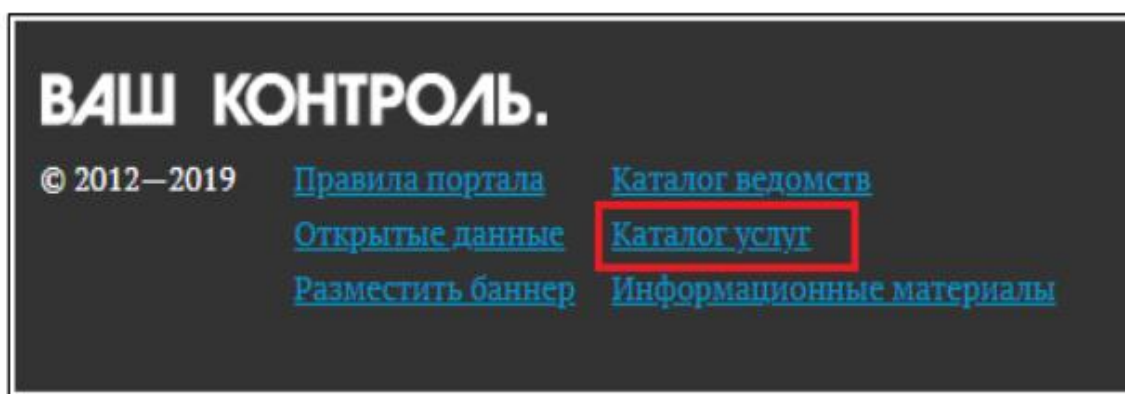 ВАШ КОНТРОЛЬ.
© 2012—2019 Правила портала Каталог ведомств
Открытые данные Каталог услуг
Разместить баннер Информационные материалы